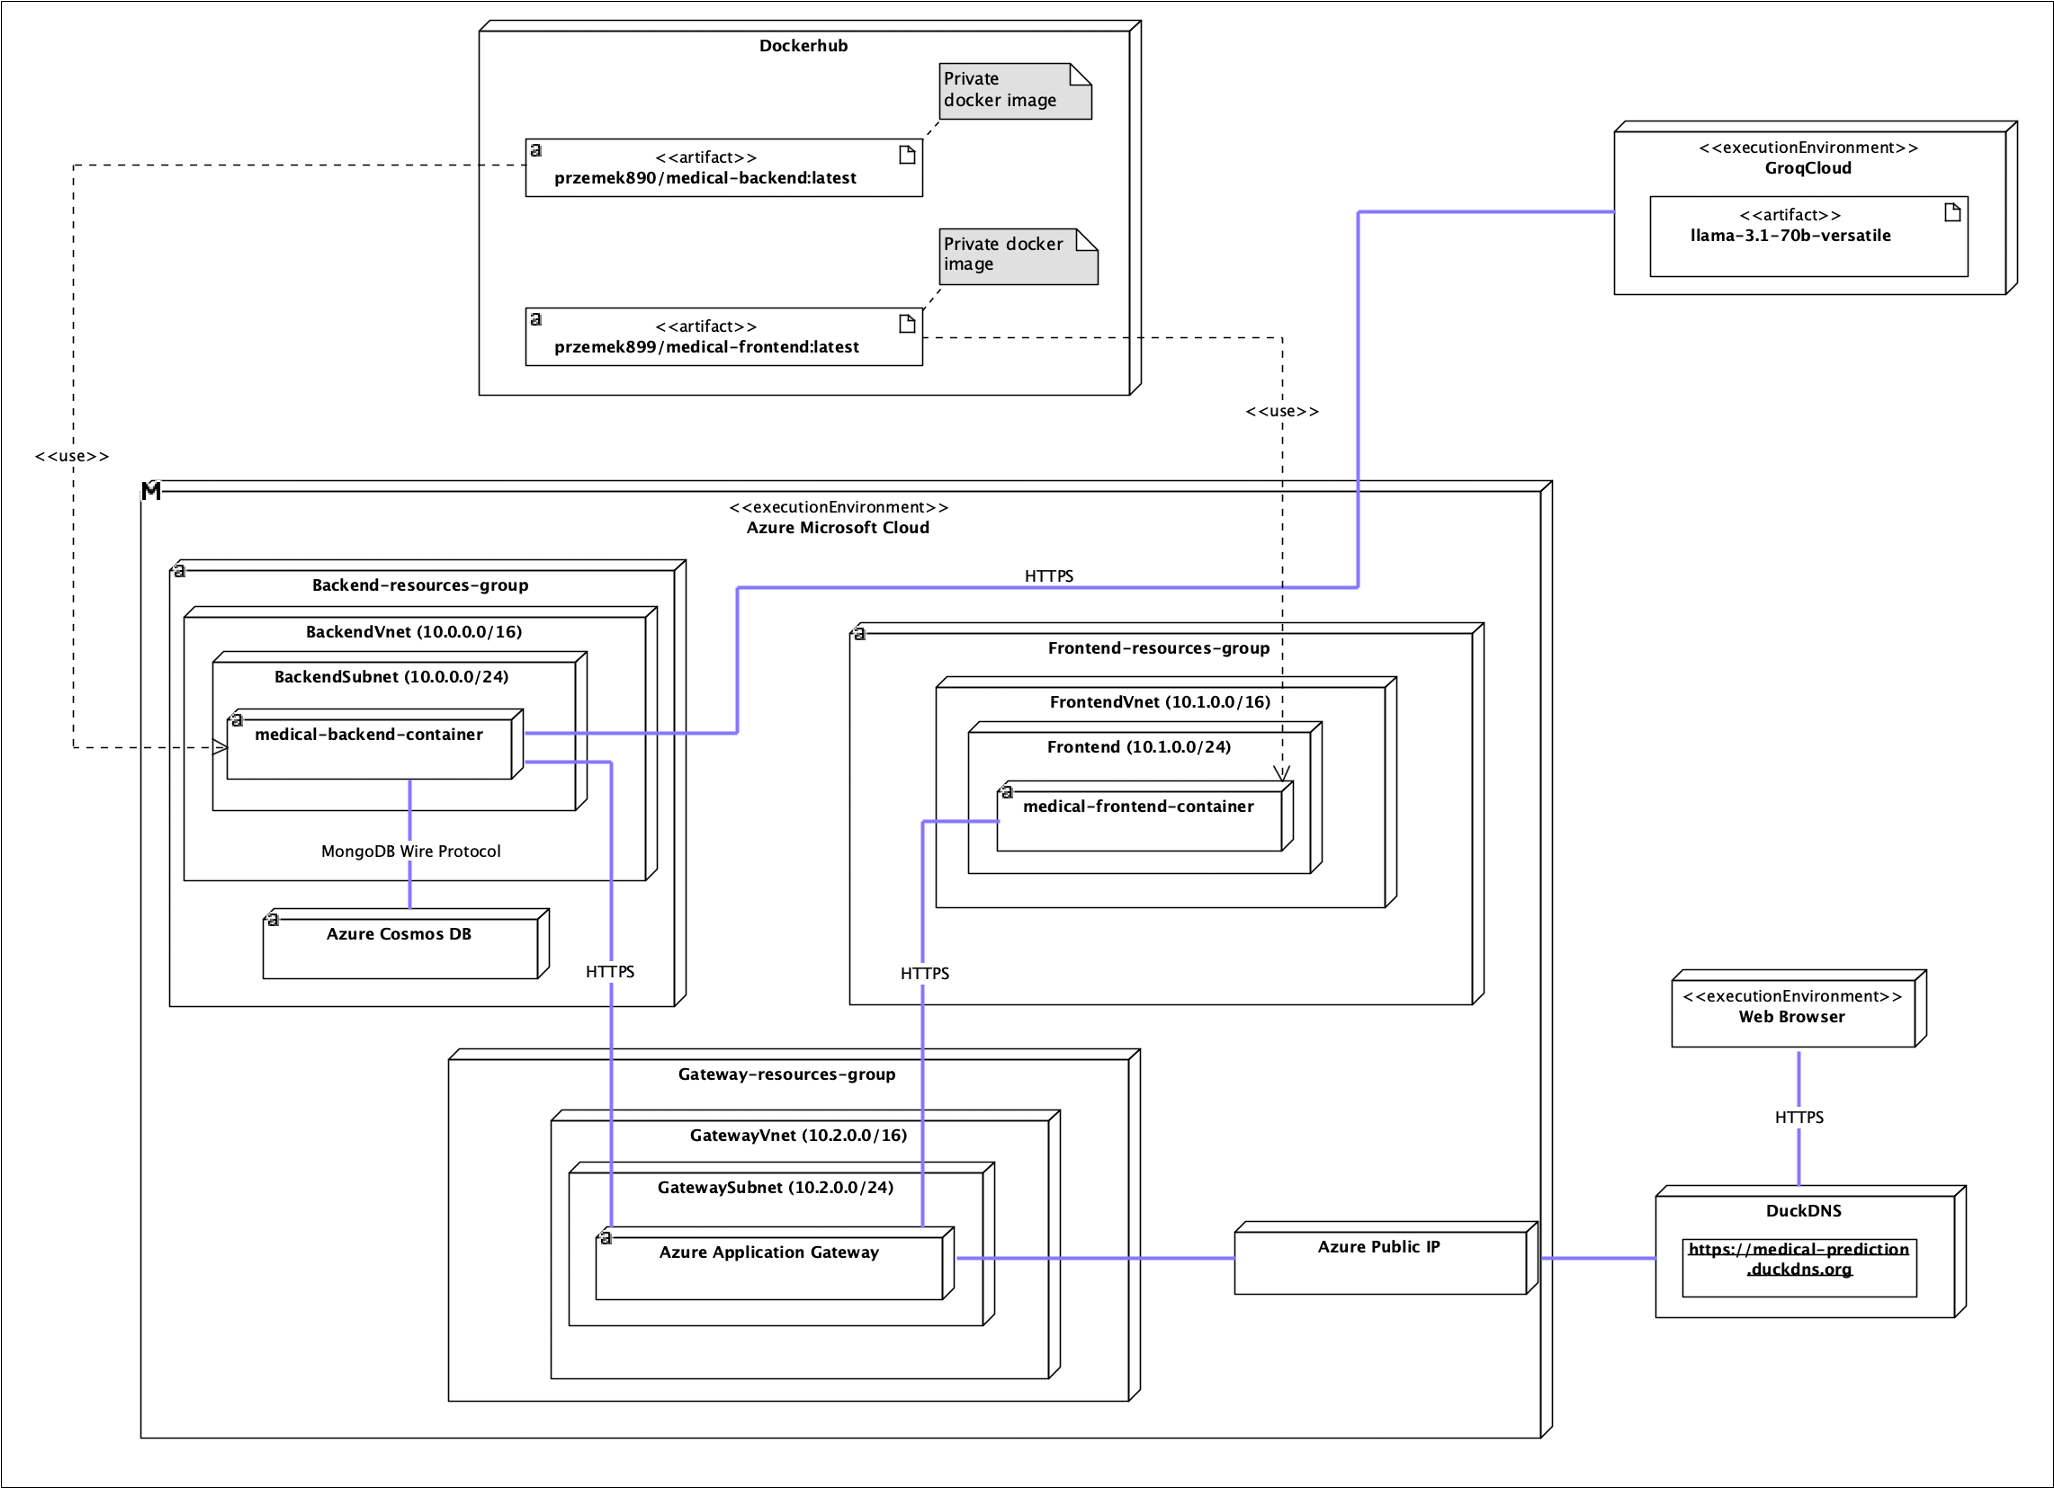 Dockerhub
Private
docker image
a
<<artifact>>
przemek890/medical-backend:latest
Private docker
image
a
<<artifact>>
przemek899/medical-frontend:latest
<<executionEnvironment>>
GroqCloud
<<artifact>>
llama-3.1-70b-versatile
<<use>>
<<use>>
M
<<executionEnvironment>>
Azure Microsoft Cloud
a
Backend-resources-group
BackendVnet (10.0.0.0/16)
BackendSubnet (10.0.0.0/24)
a
medical-backend-container
MongoDB Wire Protocol
a
Azure Cosmos DB
HTTPS
HTTPS
a
Frontend-resources-group
FrontendVnet (10.1.0.0/16)
Frontend (10.1.0.0/24)
a
medical-frontend-container
HTTPS
Gateway-resources-group
GatewayVnet (10.2.0.0/16)
GatewaySubnet (10.2.0.0/24)
a
Azure Application Gateway
Azure Public IP
<<executionEnvironment>>
Web Browser
HTTPS
DuckDNS
https://medical-prediction
.duckdns.org